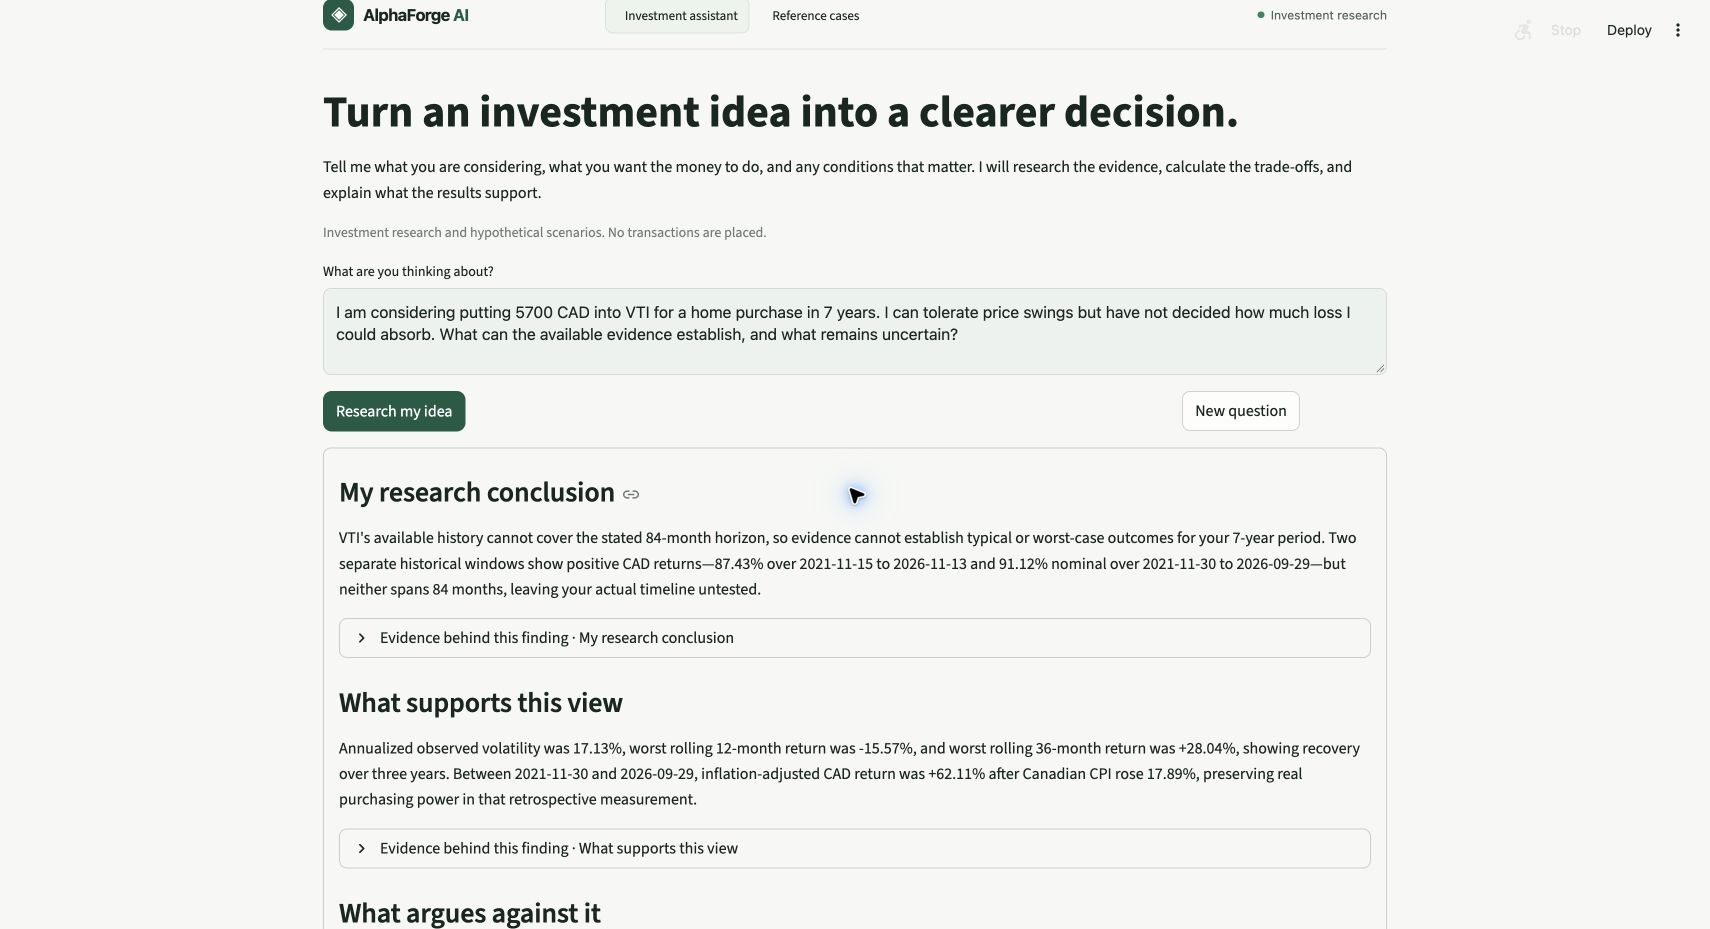 AlphaForge AI
Investment assistant
Reference cases
Investment research
Stop
Deploy
Turn an investment idea into a clearer decision.
Tell me what you are considering, what you want the money to do, and any conditions that matter. I will research the evidence, calculate the trade-offs, and
explain what the results support.
Investment research and hypothetical scenarios. No transactions are placed.
What are you thinking about?
I am considering putting 5700 CAD into VTI for a home purchase in 7 years. I can tolerate price swings but have not decided how much loss I
could absorb. What can the available evidence establish, and what remains uncertain?
Research my idea
New question
My research conclusion
VTI's available history cannot cover the stated 84-month horizon, so evidence cannot establish typical or worst-case outcomes for your 7-year period. Two
separate historical windows show positive CAD returns—87.43% over 2021-11-15 to 2026-11-13 and 91.12% nominal over 2021-11-30 to 2026-09-29—but
neither spans 84 months, leaving your actual timeline untested.
Evidence behind this finding · My research conclusion
What supports this view
Annualized observed volatility was 17.13%, worst rolling 12-month return was -15.57%, and worst rolling 36-month return was +28.04%, showing recovery
over three years. Between 2021-11-30 and 2026-09-29, inflation-adjusted CAD return was +62.11% after Canadian CPI rose 17.89%, preserving real
purchasing power in that retrospective measurement.
Evidence behind this finding · What supports this view
What argues against it